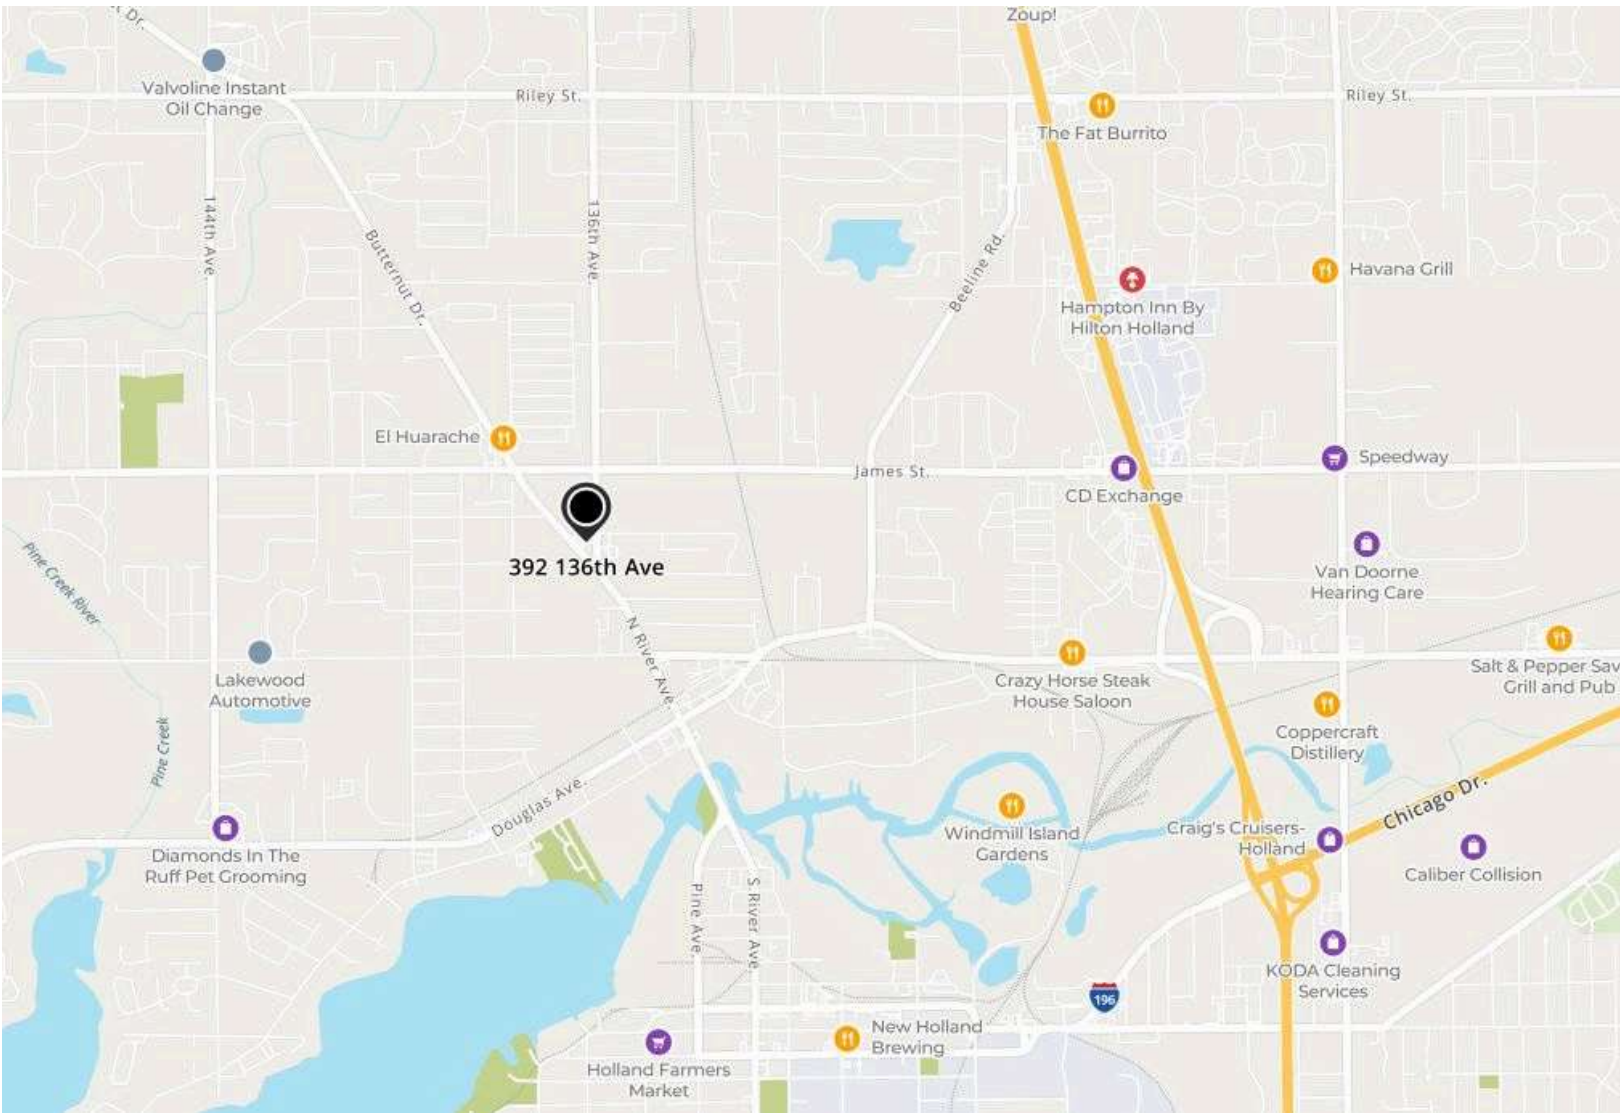 Zoup!
Valvoline Instant
Oil Change
Riley St.
Riley St.
The Fat Burrito
144th Ave.
136th Ave.
Butternut Dr.
Beeline Rd.
Havana Grill
Hampton Inn By
Hilton Holland
El Huarache
James St.
Speedway
CD Exchange
392 136th Ave
Pine Creek River
Van Doorne
Hearing Care
N River Ave.
Lakewood
Automotive
Crazy Horse Steak
House Saloon
Salt & Pepper Sav
Grill and Pub
Pine Creek
Coppercraft
Distillery
Douglas Ave.
Chicago Dr.
Windmill Island
Gardens
Craig's Cruisers-
Holland
Diamonds In The
Ruff Pet Grooming
Caliber Collision
Pine Ave.
S River Ave.
KODA Cleaning
Services
196
New Holland
Brewing
Holland Farmers
Market